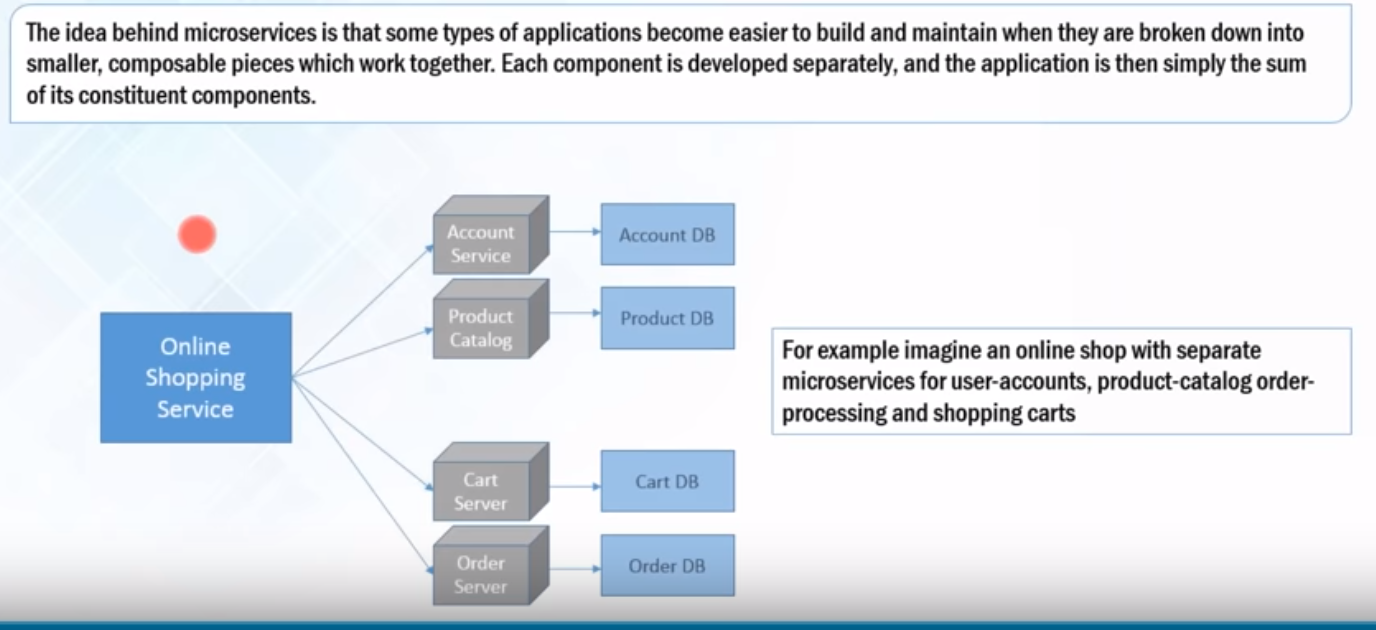 The idea behind microservices is that some types of applications become easier to build and maintain when they are broken down into
smaller, composable pieces which work together. Each component is developed separately, and the application is then simply the sum
of its constituent components.
Account
Service
Account DB
Product
Catalog
Product DB
Online
Shopping
Service
For example imagine an online shop with separate
microservices for user-accounts, product-catalog order-
processing and shopping carts
Cart
Server
Cart DB
Order
Server
Order DB